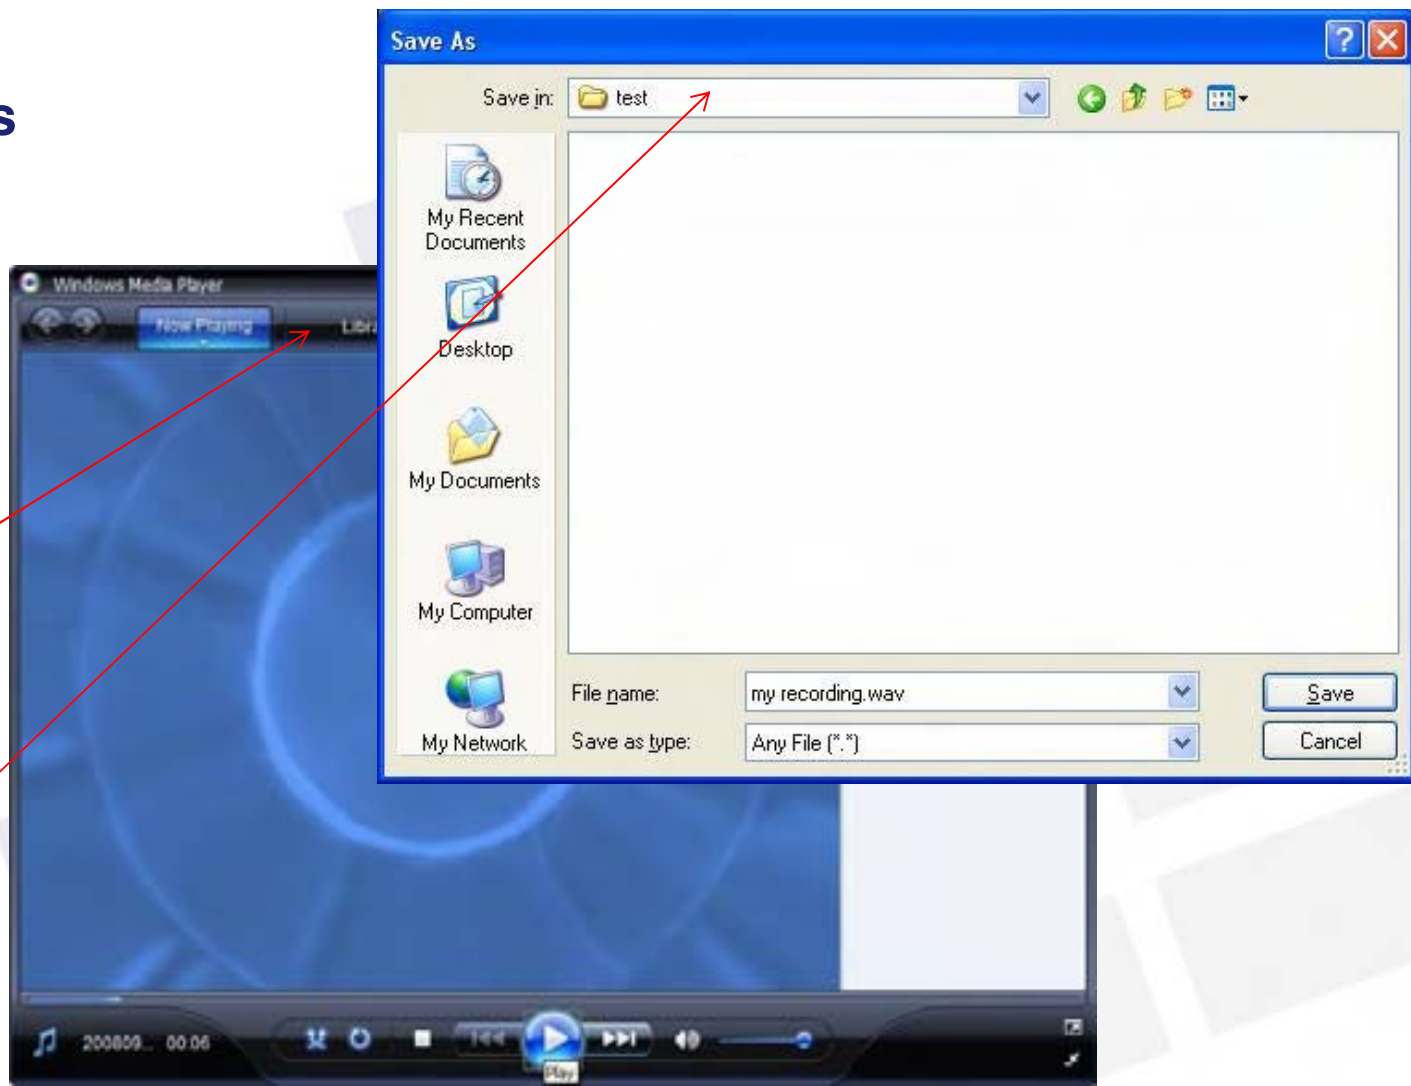 s
Save As
Save in: test
My Recent
Documents
Desktop
My Documents
My Computer
My Network
File name: my recording.wav Save
Save as type: Any File (*.*) Cancel
Windows Media Player
Now Playing Libra
200809... 00:06
Play